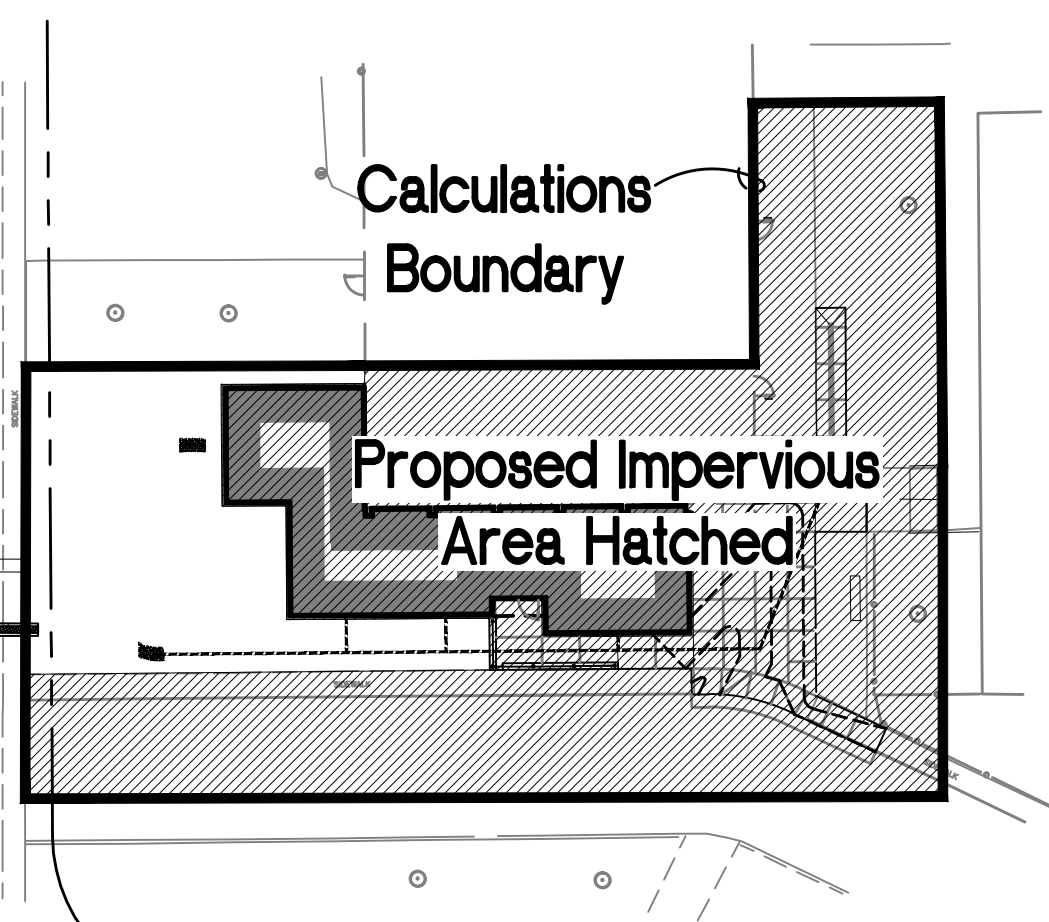 Calculations
Boundary
SIDEWALK
Proposed Impervious
Area Hatched
SIDEWALK